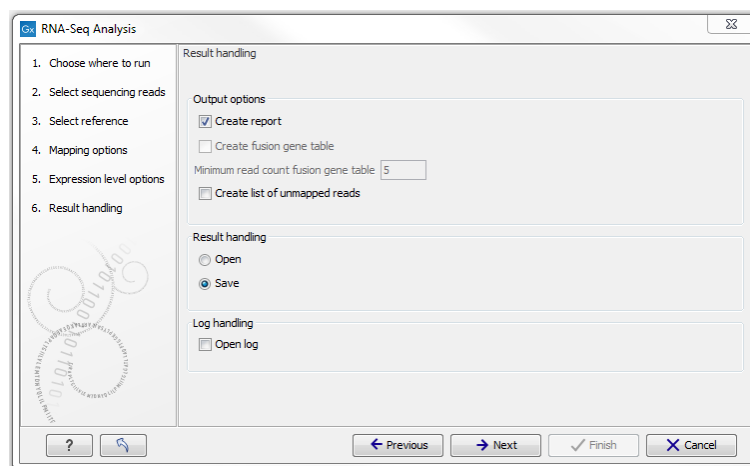 Gx RNA-Seq Analysis
1. Choose where to run
2. Select sequencing reads
3. Select reference
4. Mapping options
5. Expression level options
6. Result handling
Result handling
Output options
Create report
Create fusion gene table
Minimum read count fusion gene table 5
Create list of unmapped reads
Result handling
Open
Save
Log handling
Open log
?
Previous
Next
Finish
Cancel